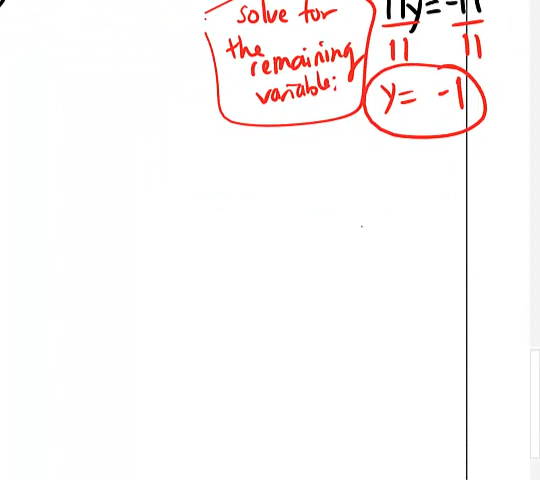 solve for
the
remaining
variable:
11y = -11
11 11
y = -1